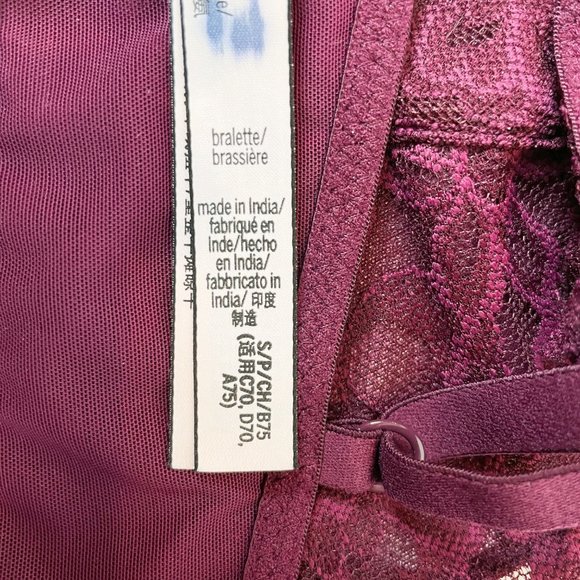 bralette/
brassière
made in India/
fabriqué en
Inde/hecho
en India/
fabbricato in
India/ 印度
制造
S/P/CH/B75
(适用C70, D70,
A75)